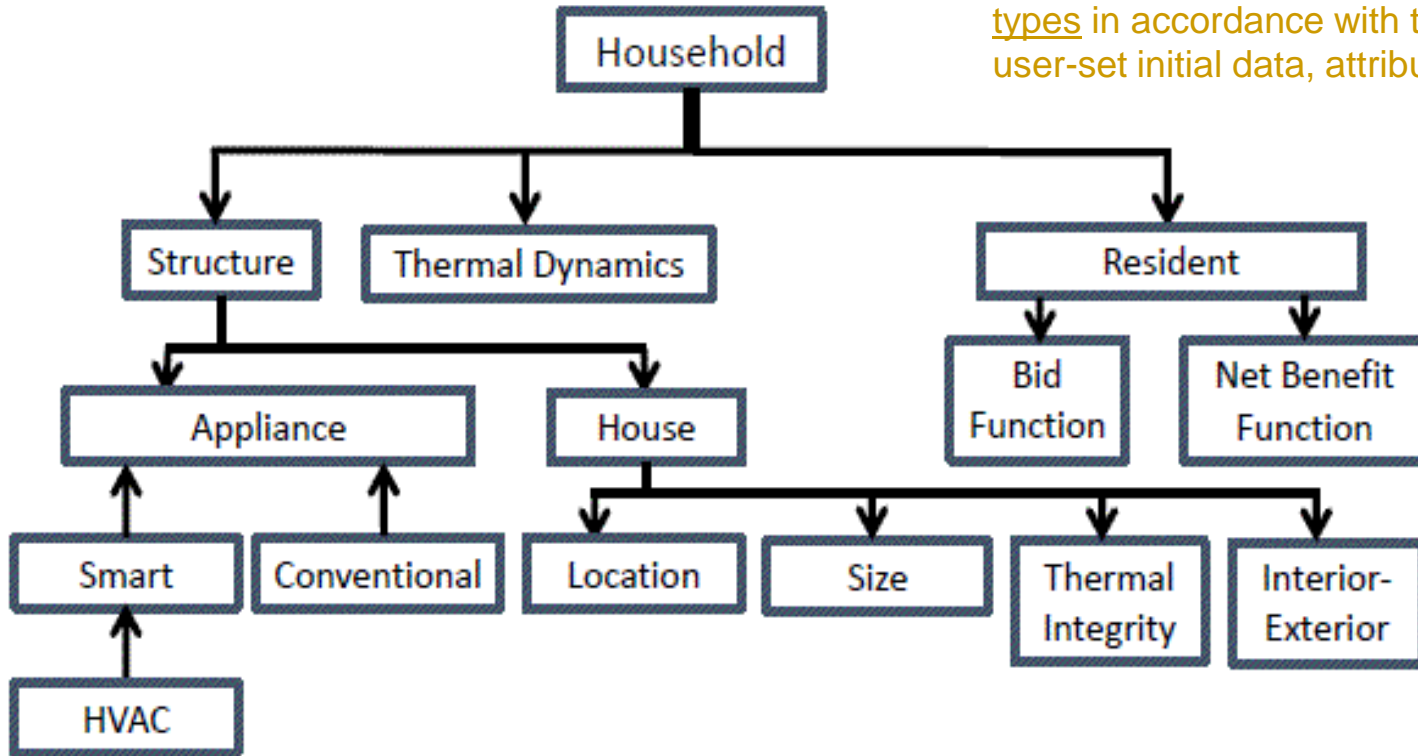 types in accordance with t
user-set initial data, attribu
Household
Structure
Thermal Dynamics
Resident
Bid
Function
Net Benefit
Function
Appliance
House
Smart
Conventional
Location
Size
Thermal
Integrity
Interior-
Exterior
HVAC